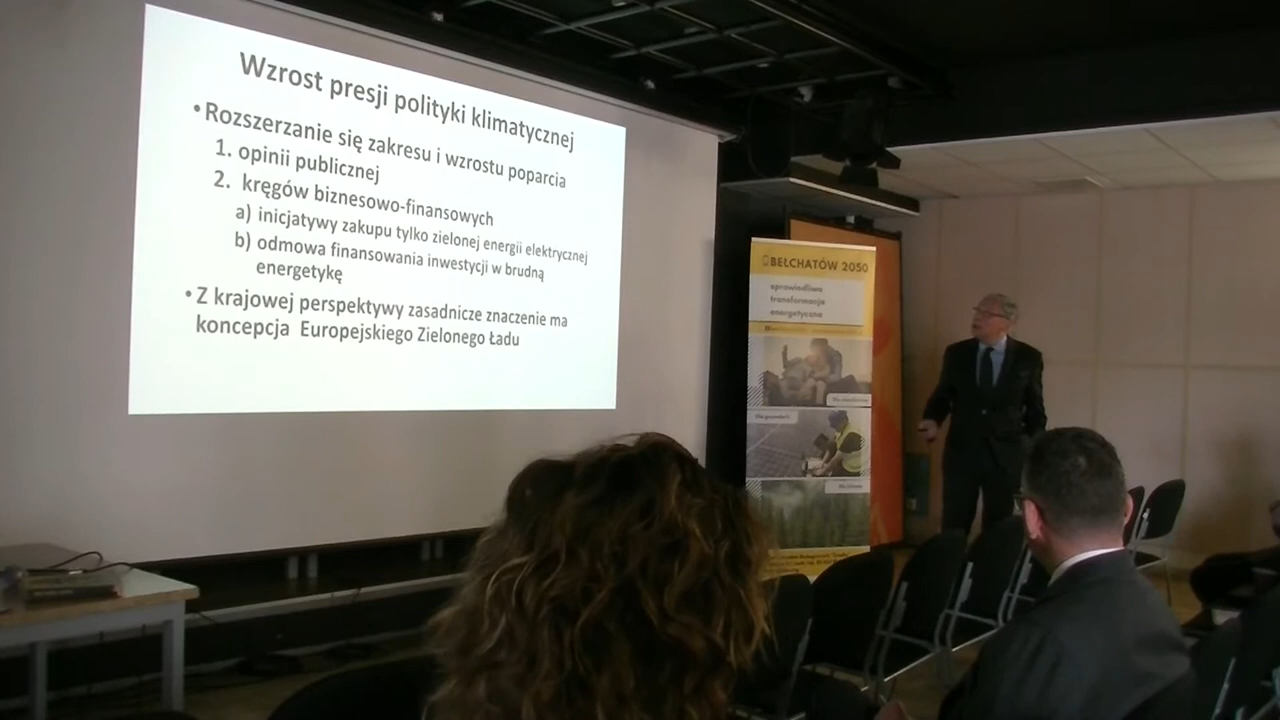 Wzrost presji polityki klimatycznej
•Rozszerzanie się zakresu i wzrostu poparcia
1. opinii publicznej
2. kręgów biznesowo-finansowych
a) inicjatywy zakupu tylko zielonej energii elektrycznej
b) odmowa finansowania inwestycji w brudną
energetykę
•Z krajowej perspektywy zasadnicze znaczenie ma
koncepcja Europejskiego Zielonego Ładu
BEŁCHATÓW 2050
sprawiedliwa
transformacja
energetyczna